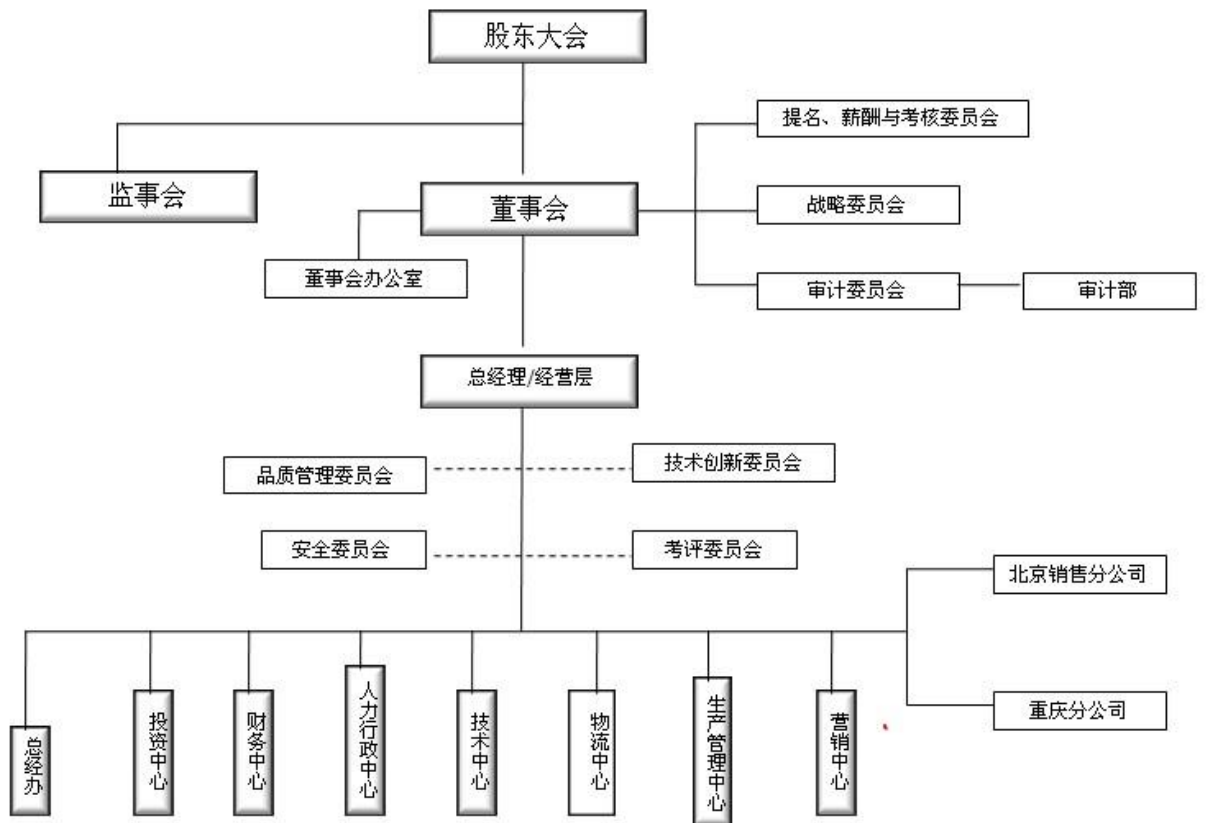 股东大会
提名、薪酬与考核委员会
监事会
董事会
战略委员会
董事会办公室
审计委员会
审计部
总经理/经营层
品质管理委员会
技术创新委员会
安全委员会
考评委员会
北京销售分公司
重庆分公司
总经办
投资中心
财务中心
人力行政中心
技术中心
物流中心
生产管理中心
营销中心